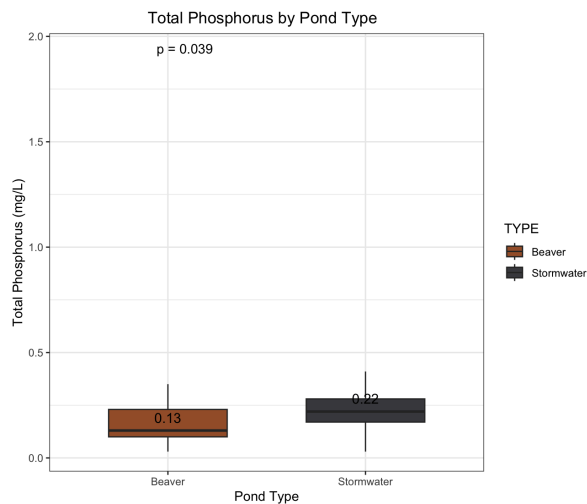 Total Phosphorus by Pond Type
p = 0.039
2.0
1.5
1.0
0.5
0.0
Total Phosphorus (mg/L)
0.13
0.22
Beaver
Stormwater
Pond Type
TYPE
Beaver
Stormwater